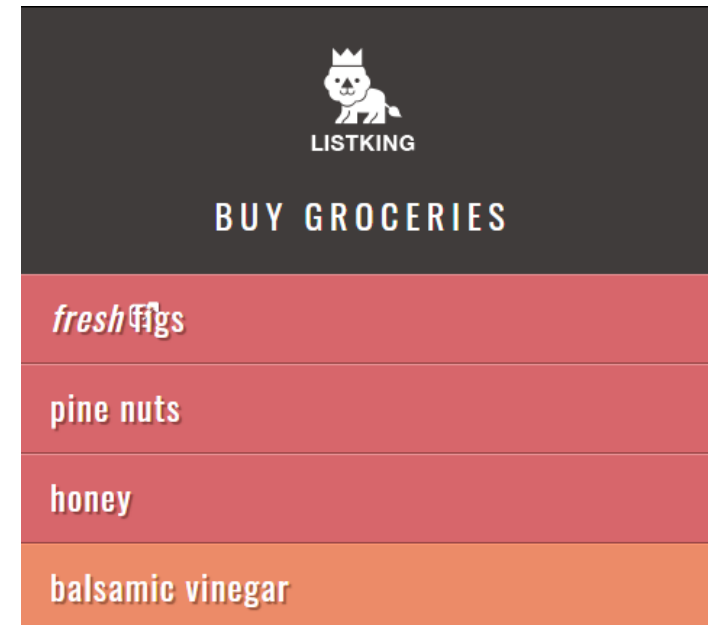 LISTKING
BUY GROCERIES
fresh figs
pine nuts
honey
balsamic vinegar